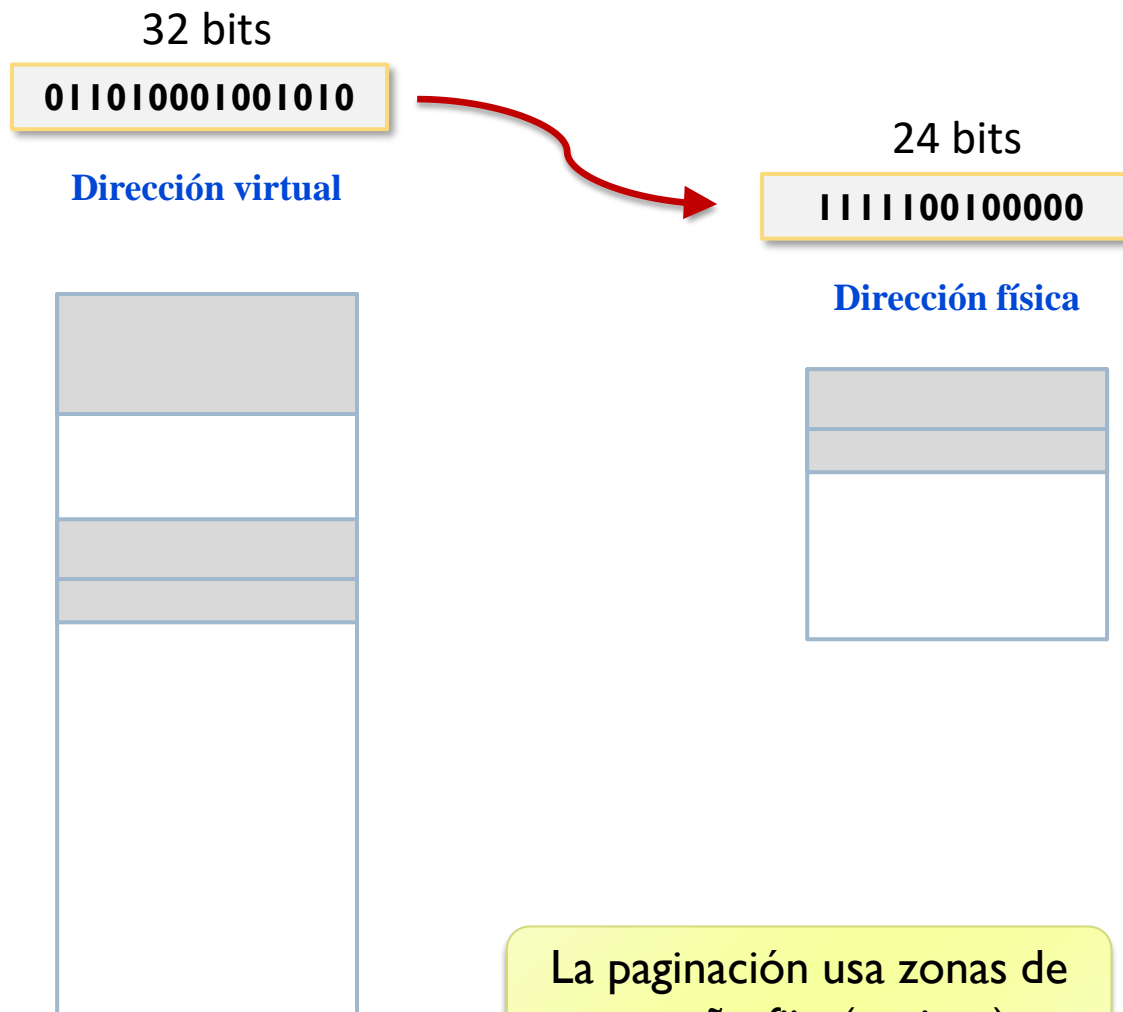 32 bits
011010001001010
24 bits
Dirección virtual
1111100100000
Dirección física
La paginación usa zonas de